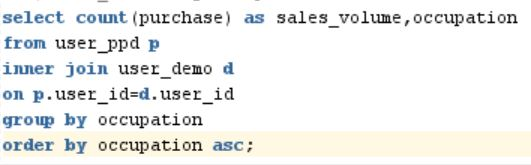 select count(purchase) as sales_volume,occupation
from user_ppd p
inner join user_demo d
on p.user_id=d.user_id
group by occupation
order by occupation asc;